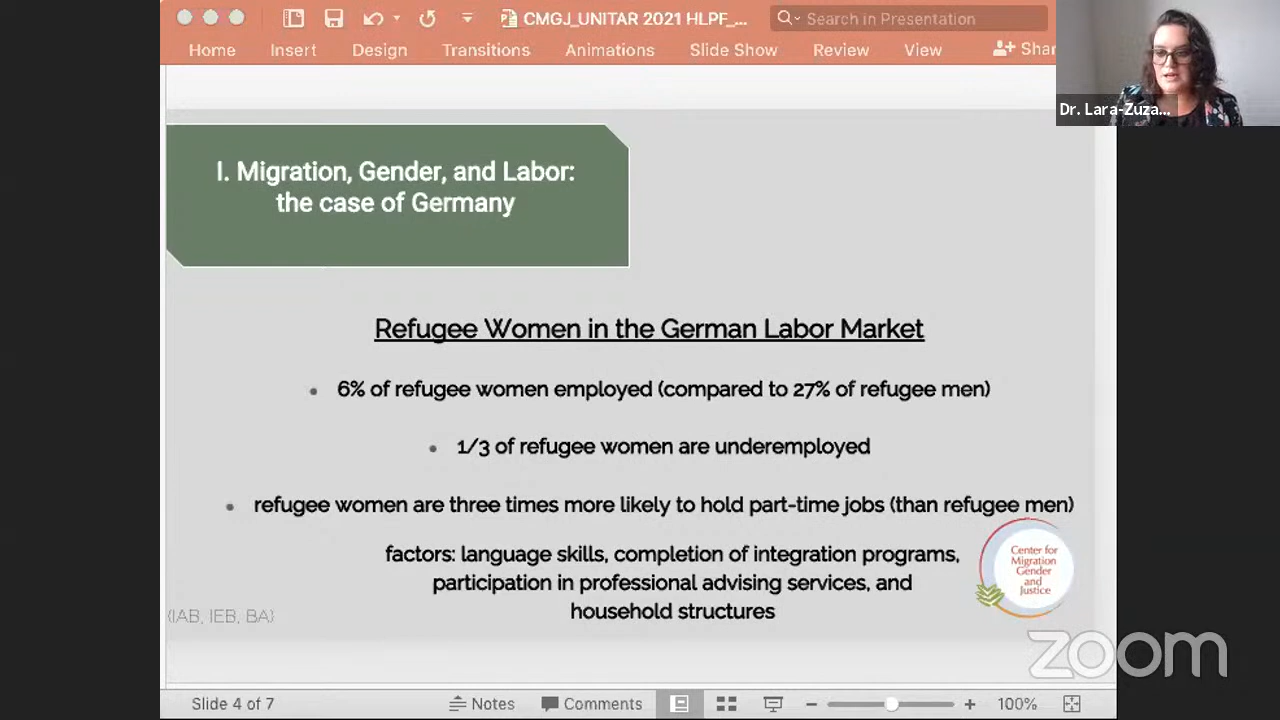 CMGJ_UNITAR 2021 HLPF_...
Search in Presentation
Home Insert Design Transitions Animations Slide Show Review View Shar
Dr. Lara-Zuza...
I. Migration, Gender, and Labor:
the case of Germany
Refugee Women in the German Labor Market
• 6% of refugee women employed (compared to 27% of refugee men)
• 1/3 of refugee women are underemployed
• refugee women are three times more likely to hold part-time jobs (than refugee men)
factors: language skills, completion of integration programs,
participation in professional advising services, and
household structures
Center for
Migration
Gender
and
Justice
(IAB, IEB, BA)
zoom
Slide 4 of 7 Notes Comments 100%